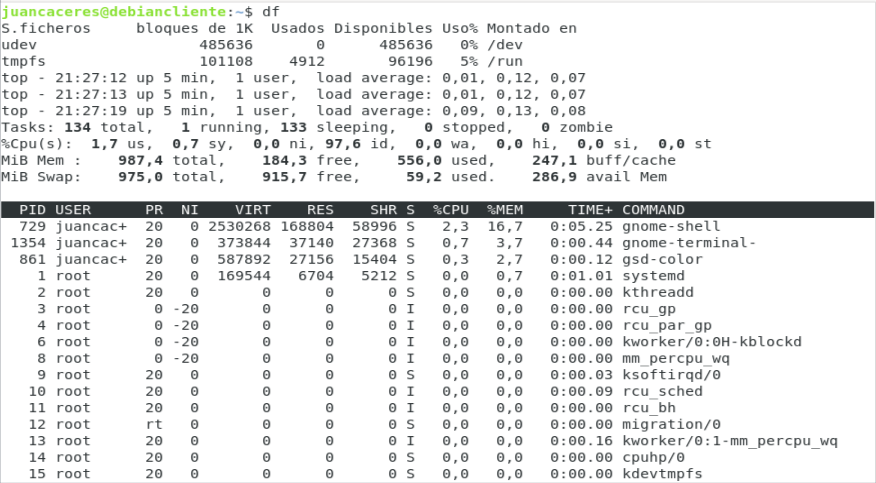 juancaceres@debiancliente:~$ df
S.ficheros     bloques de 1K  Usados Disponibles Uso% Montado en
udev                  485636       0      485636   0% /dev
tmpfs                 101108    4912       96196   5% /run
top - 21:27:12 up 5 min,  1 user,  load average: 0,01, 0,12, 0,07
top - 21:27:13 up 5 min,  1 user,  load average: 0,01, 0,12, 0,07
top - 21:27:19 up 5 min,  1 user,  load average: 0,09, 0,13, 0,08
Tasks: 134 total,   1 running, 133 sleeping,   0 stopped,   0 zombie
%Cpu(s):  1,7 us,  0,7 sy,  0,0 ni, 97,6 id,  0,0 wa,  0,0 hi,  0,0 si,  0,0 st
MiB Mem :    987,4 total,    184,3 free,    556,0 used,    247,1 buff/cache
MiB Swap:    975,0 total,    915,7 free,     59,2 used.    286,9 avail Mem
  PID USER      PR  NI    VIRT    RES    SHR S  %CPU  %MEM     TIME+ COMMAND
  729 juancac+  20   0 2530268 168804  58996 S   2,3  16,7   0:05.25 gnome-shell
 1354 juancac+  20   0  373844  37140  27368 S   0,7   3,7   0:00.44 gnome-terminal-
  861 juancac+  20   0  587892  27156  15404 S   0,3   2,7   0:00.12 gsd-color
    1 root      20   0  169544   6704   5212 S   0,0   0,7   0:01.01 systemd
    2 root      20   0       0      0      0 S   0,0   0,0   0:00.00 kthreadd
    3 root       0 -20       0      0      0 I   0,0   0,0   0:00.00 rcu_gp
    4 root       0 -20       0      0      0 I   0,0   0,0   0:00.00 rcu_par_gp
    6 root       0 -20       0      0      0 I   0,0   0,0   0:00.00 kworker/0:0H-kblockd
    8 root       0 -20       0      0      0 I   0,0   0,0   0:00.00 mm_percpu_wq
    9 root      20   0       0      0      0 S   0,0   0,0   0:00.03 ksoftirqd/0
   10 root      20   0       0      0      0 I   0,0   0,0   0:00.09 rcu_sched
   11 root      20   0       0      0      0 I   0,0   0,0   0:00.00 rcu_bh
   12 root      rt   0       0      0      0 S   0,0   0,0   0:00.00 migration/0
   13 root      20   0       0      0      0 I   0,0   0,0   0:00.16 kworker/0:1-mm_percpu_wq
   14 root      20   0       0      0      0 S   0,0   0,0   0:00.00 cpuhp/0
   15 root      20   0       0      0      0 S   0,0   0,0   0:00.00 kdevtmpfs